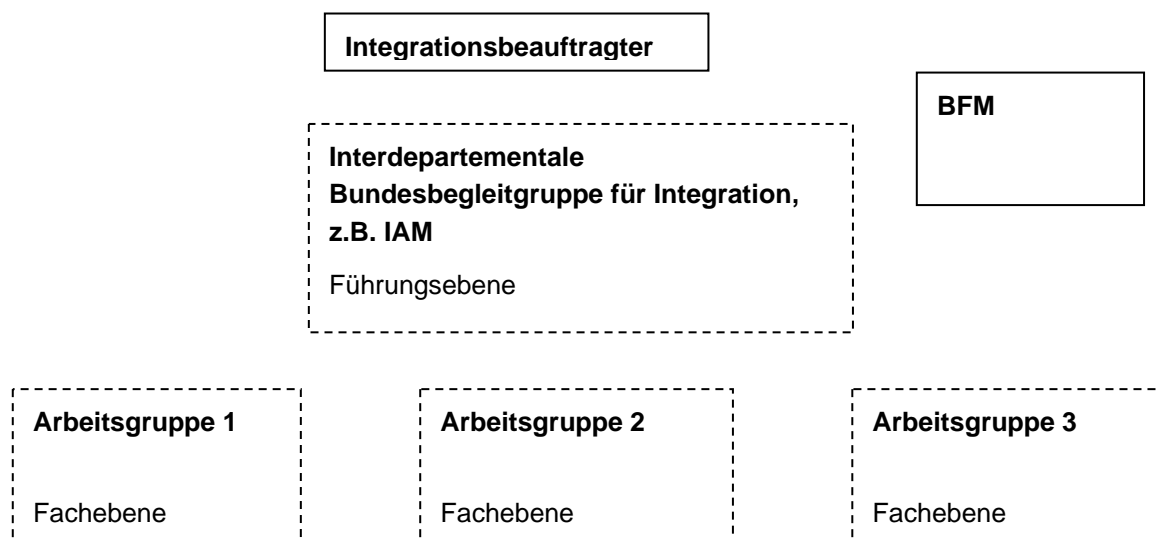 Integrationsbeauftragter
BFM
Interdepartementale
Bundesbegleitgruppe für Integration,
z.B. IAM
Führungsebene
Arbeitsgruppe 1
Fachebene
Arbeitsgruppe 2
Fachebene
Arbeitsgruppe 3
Fachebene